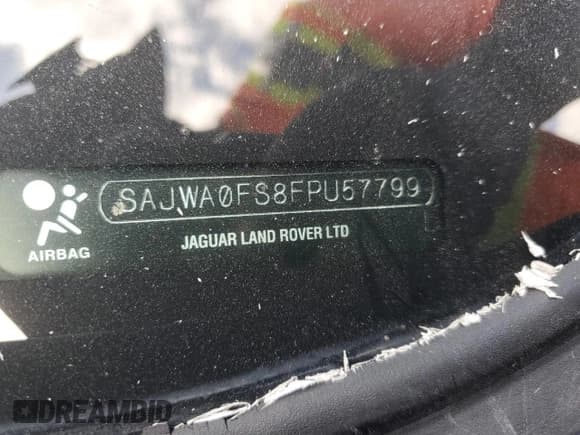 SAJWA0FS8FPU57799
AIRBAG
JAGUAR LAND ROVER LTD
DREAMBID